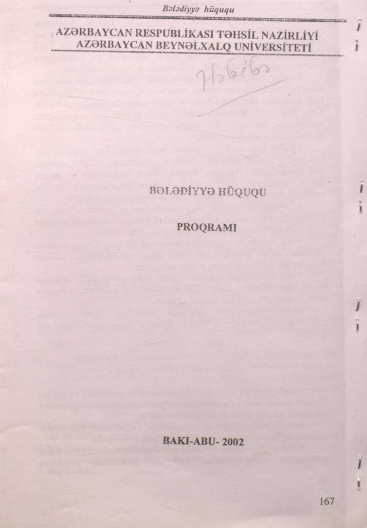 Bələdiyyə hüququ
AZƏRBAYCAN RESPUBLİKASI TƏHSİL NAZİRLİYİ
AZƏRBAYCAN BEYNƏLXALQ UNİVERSİTETİ
Həbibə
BƏLƏDİYYƏ HÜQUQU
PROQRAMI
BAKI-ABU- 2002
167